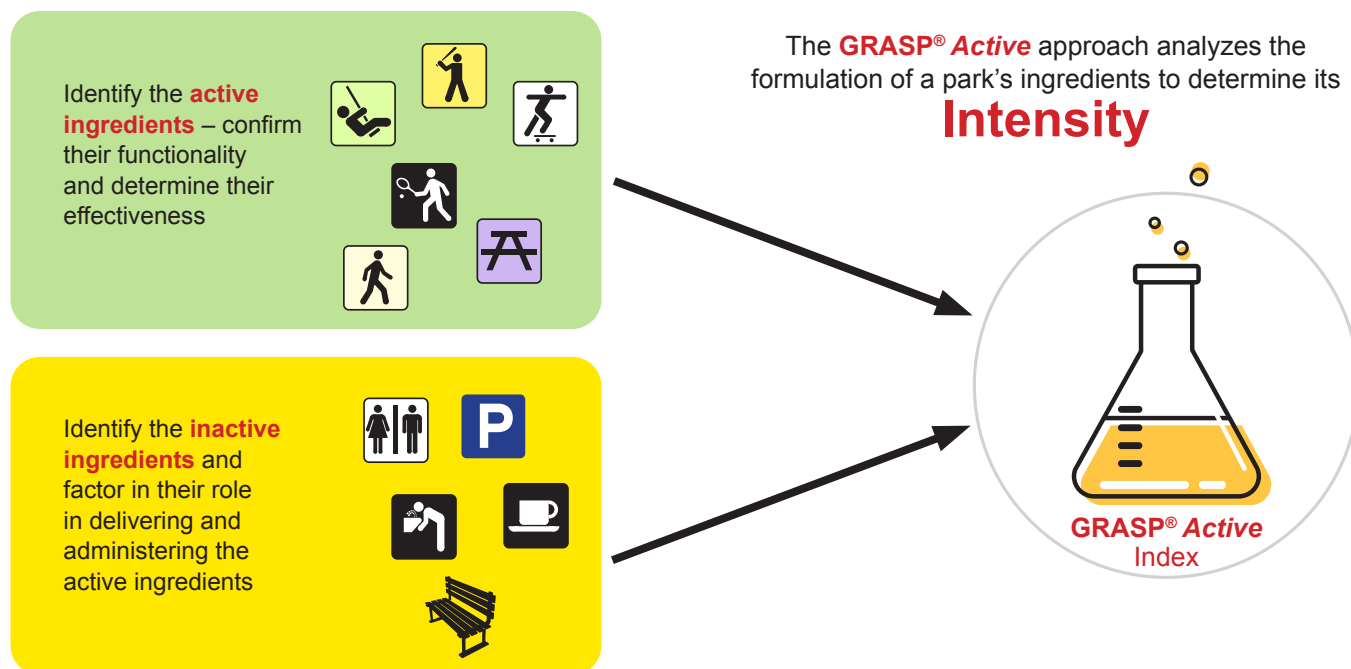 Identify the active
ingredients – confirm
their functionality
and determine their
effectiveness
The GRASP® Active approach analyzes the
formulation of a park's ingredients to determine its
Intensity
Identify the inactive
ingredients and
factor in their role
in delivering and
administering the
active ingredients
P
GRASP® Active
Index